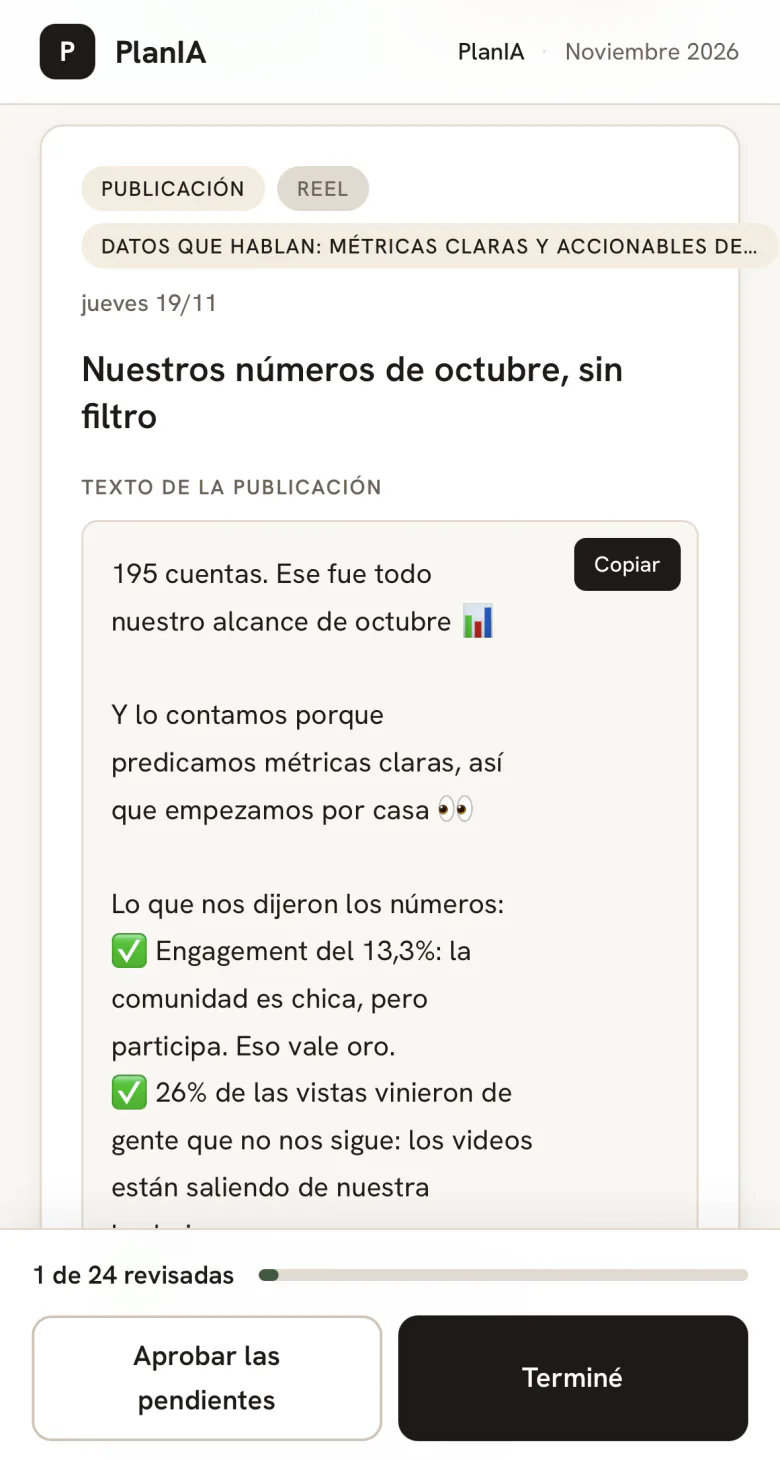 P PlanIA PlanIA · Noviembre 2026
PUBLICACIÓN REEL
DATOS QUE HABLAN: MÉTRICAS CLARAS Y ACCIONABLES DE…
jueves 19/11
Nuestros números de octubre, sin
filtro
TEXTO DE LA PUBLICACIÓN
Copiar
195 cuentas. Ese fue todo
nuestro alcance de octubre 📊
Y lo contamos porque
predicamos métricas claras, así
que empezamos por casa 👀
Lo que nos dijeron los números:
✅ Engagement del 13,3%: la
comunidad es chica, pero
participa. Eso vale oro.
✅ 26% de las vistas vinieron de
gente que no nos sigue: los videos
están saliendo de nuestra
1 de 24 revisadas
Aprobar las
pendientes
Terminé